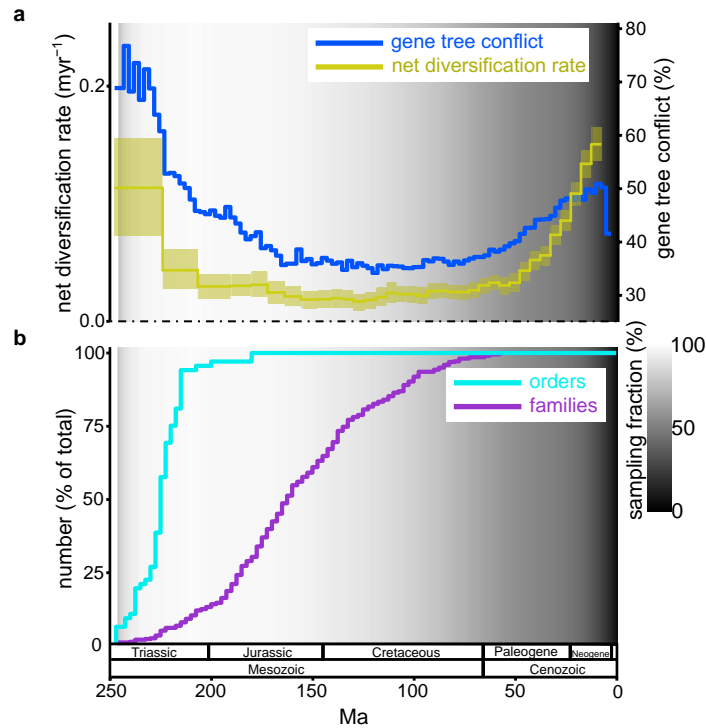 a
net diversification rate (myr⁻¹)
0.2
0.0
gene tree conflict
net diversification rate
80
70
60
50
40
30
gene tree conflict (%)
b
number (% of total)
100
75
50
25
0
orders
families
sampling fraction (%)
100
50
0
Triassic Jurassic Cretaceous Paleogene Neogene
Mesozoic Cenozoic
250 200 150 100 50 0
Ma